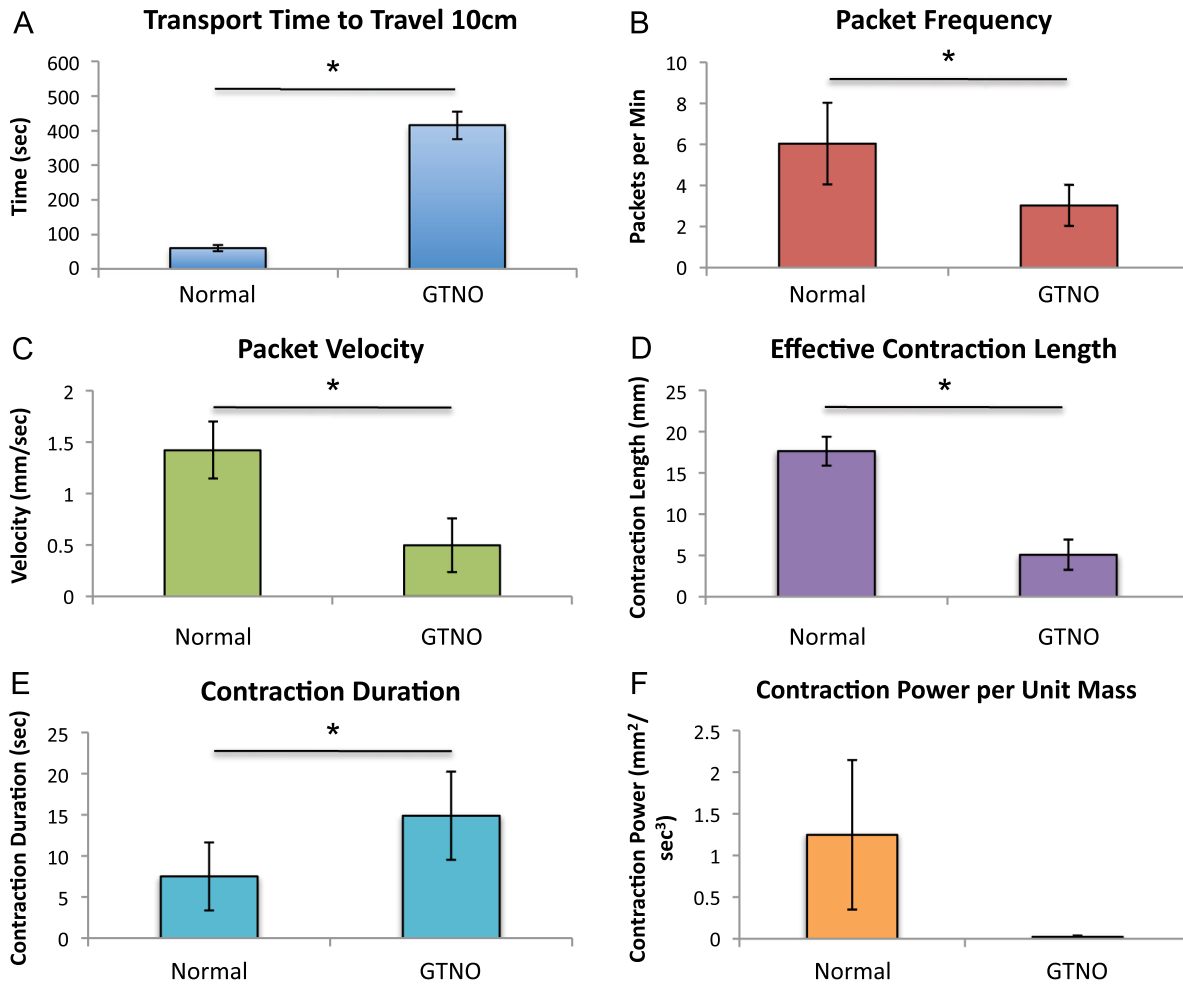 A
Transport Time to Travel 10cm
Time (sec)
600
500
400
300
200
100
0
*
Normal
GTNO
B
Packet Frequency
Packets per Min
10
8
6
4
2
0
*
Normal
GTNO
C
Packet Velocity
Velocity (mm/sec)
2
1.5
1
0.5
0
*
Normal
GTNO
D
Effective Contraction Length
Contraction Length (mm)
25
20
15
10
5
0
*
Normal
GTNO
E
Contraction Duration
Contraction Duration (sec)
25
20
15
10
5
0
*
Normal
GTNO
F
Contraction Power per Unit Mass
Contraction Power (mm²/
sec³)
2.5
2
1.5
1
0.5
0
Normal
GTNO